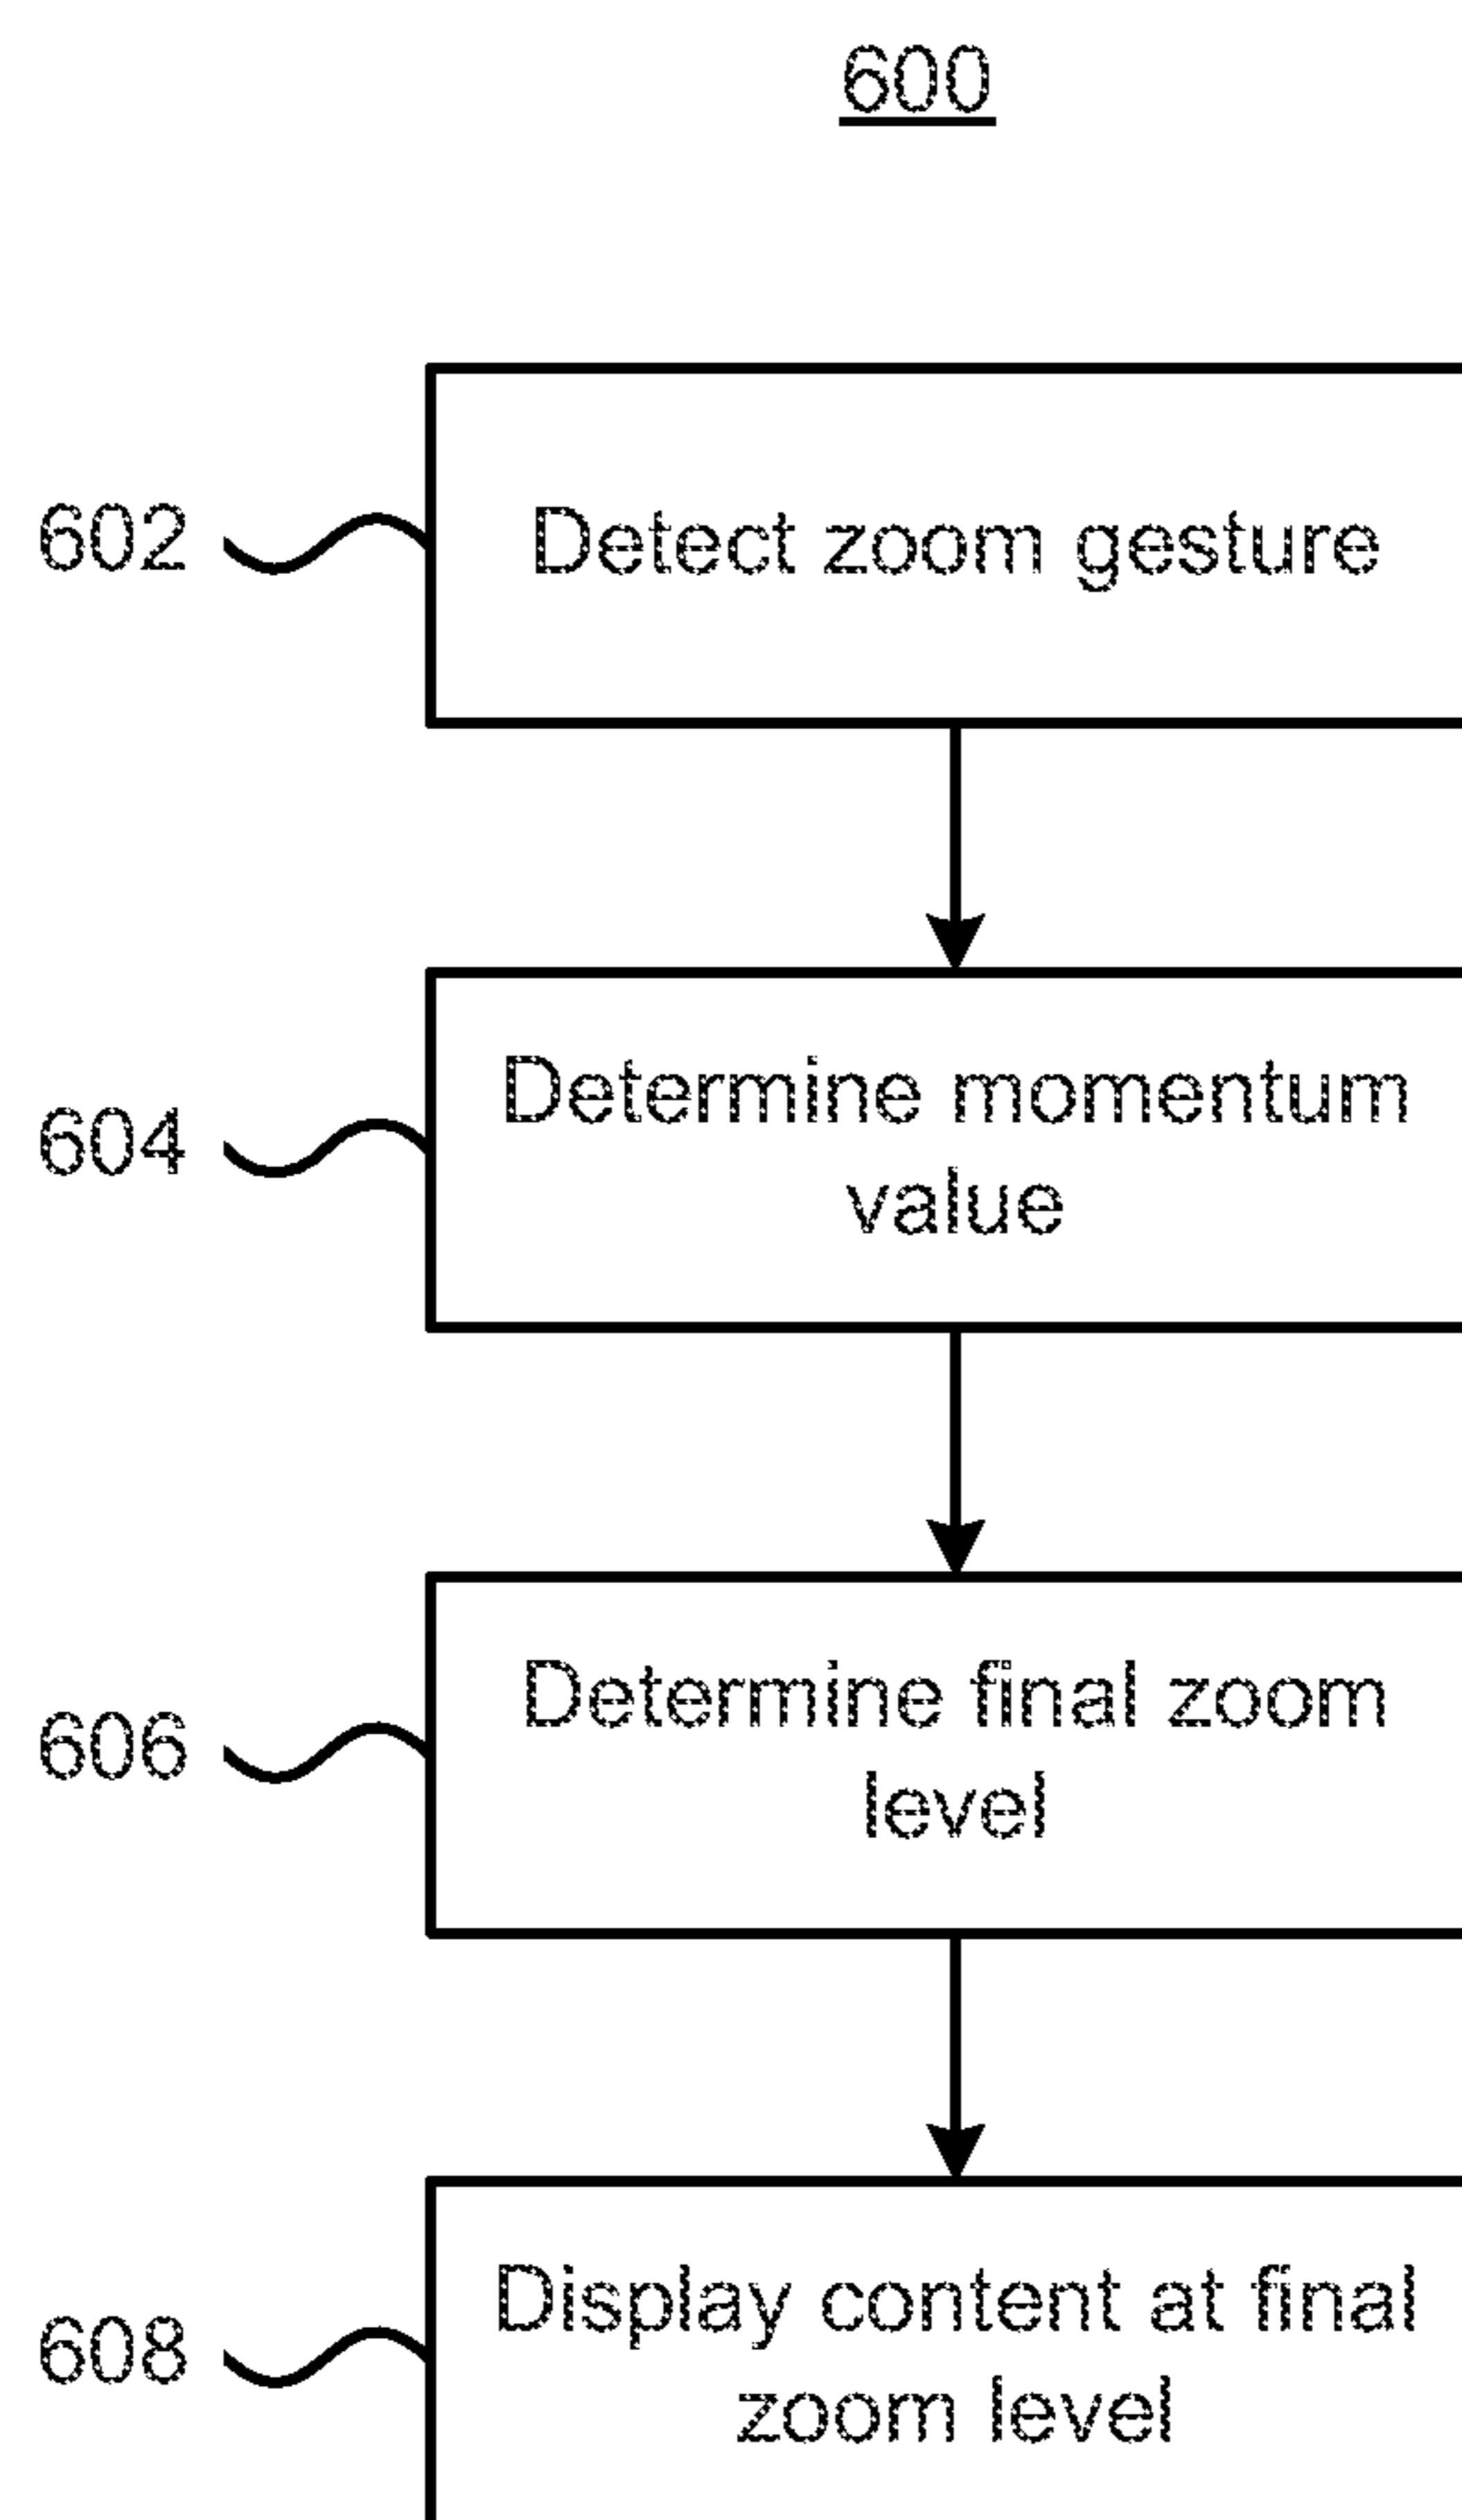 600
602
Detect zoom gesture
604
Determine momentum
value
606
Determine final zoom
level
608
Display content at final
zoom level